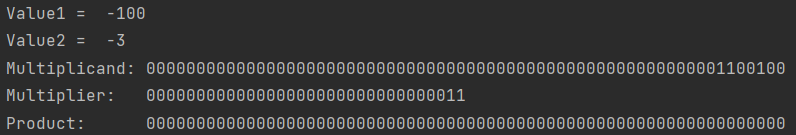 Value1 =  -100
Value2 =  -3
Multiplicand: 0000000000000000000000000000000000000000000000000000000001100100
Multiplier:   00000000000000000000000000000011
Product:      0000000000000000000000000000000000000000000000000000000000000000